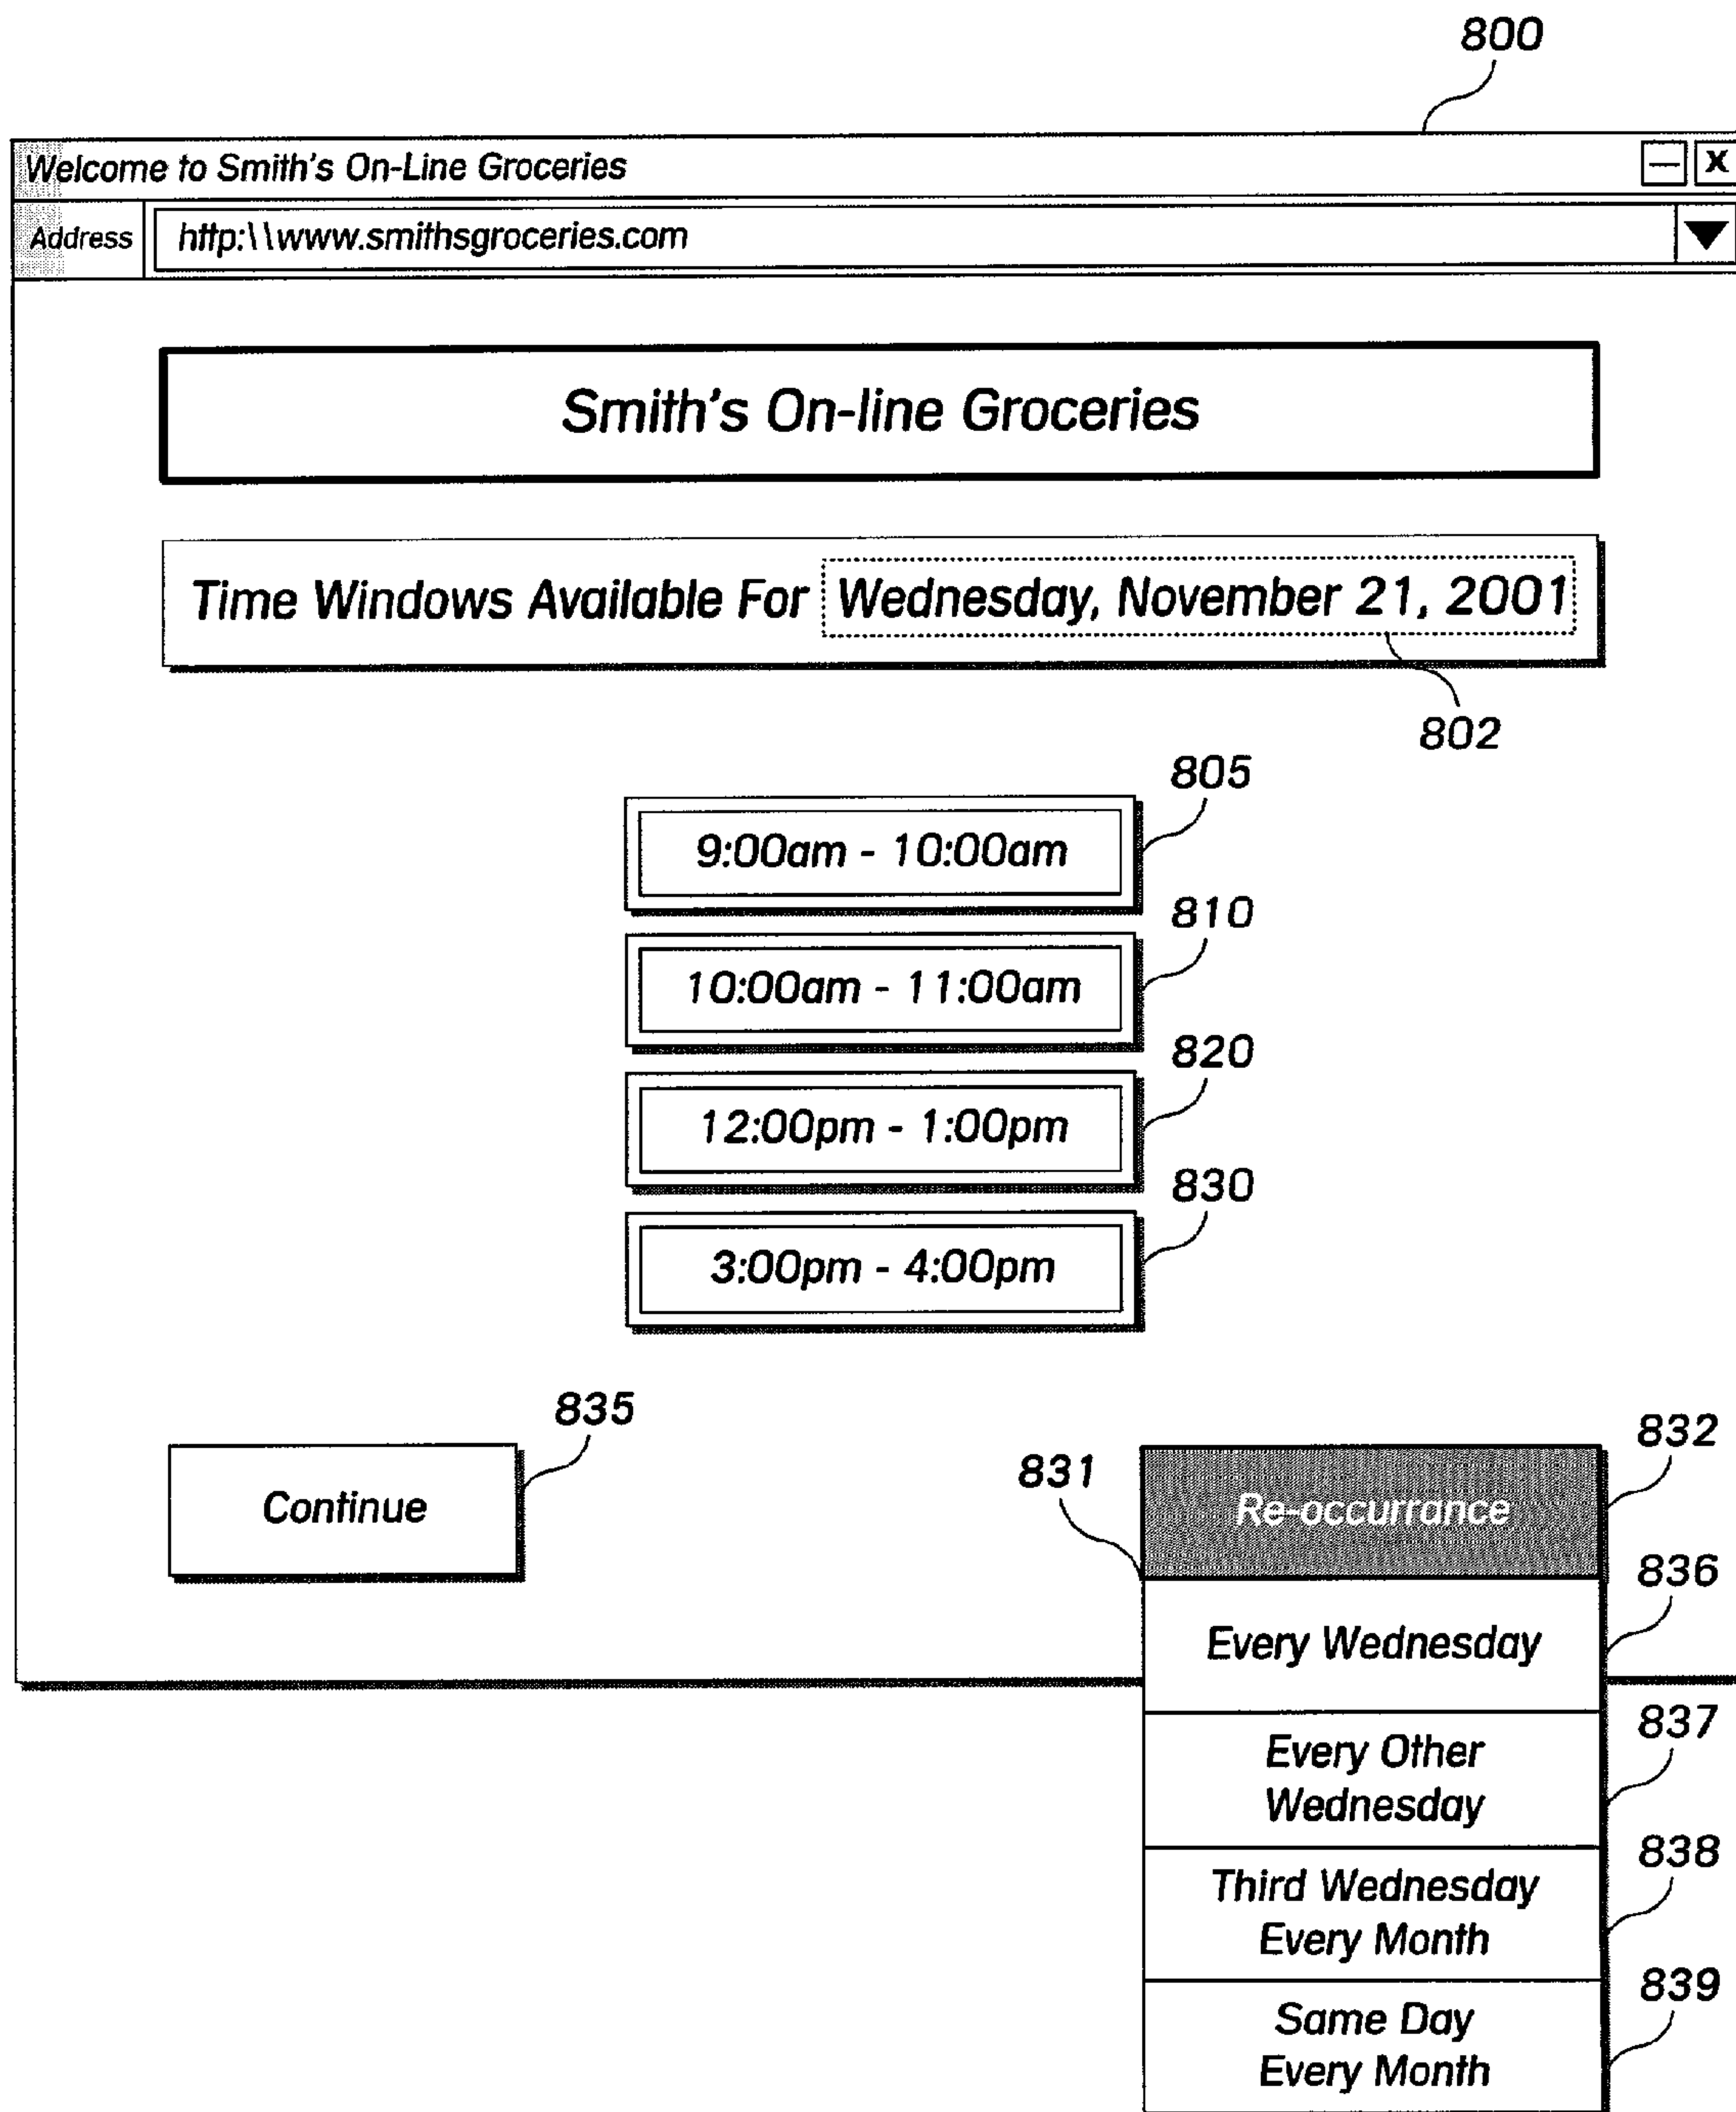 800
Welcome to Smith's On-Line Groceries
— X
Address http:\\www.smithsgroceries.com
Smith's On-line Groceries
Time Windows Available For Wednesday, November 21, 2001
802
805
9:00am - 10:00am
810
10:00am - 11:00am
820
12:00pm - 1:00pm
830
3:00pm - 4:00pm
835
Continue
831
832
Re-occurrance
836
Every Wednesday
837
Every Other
Wednesday
838
Third Wednesday
Every Month
839
Same Day
Every Month